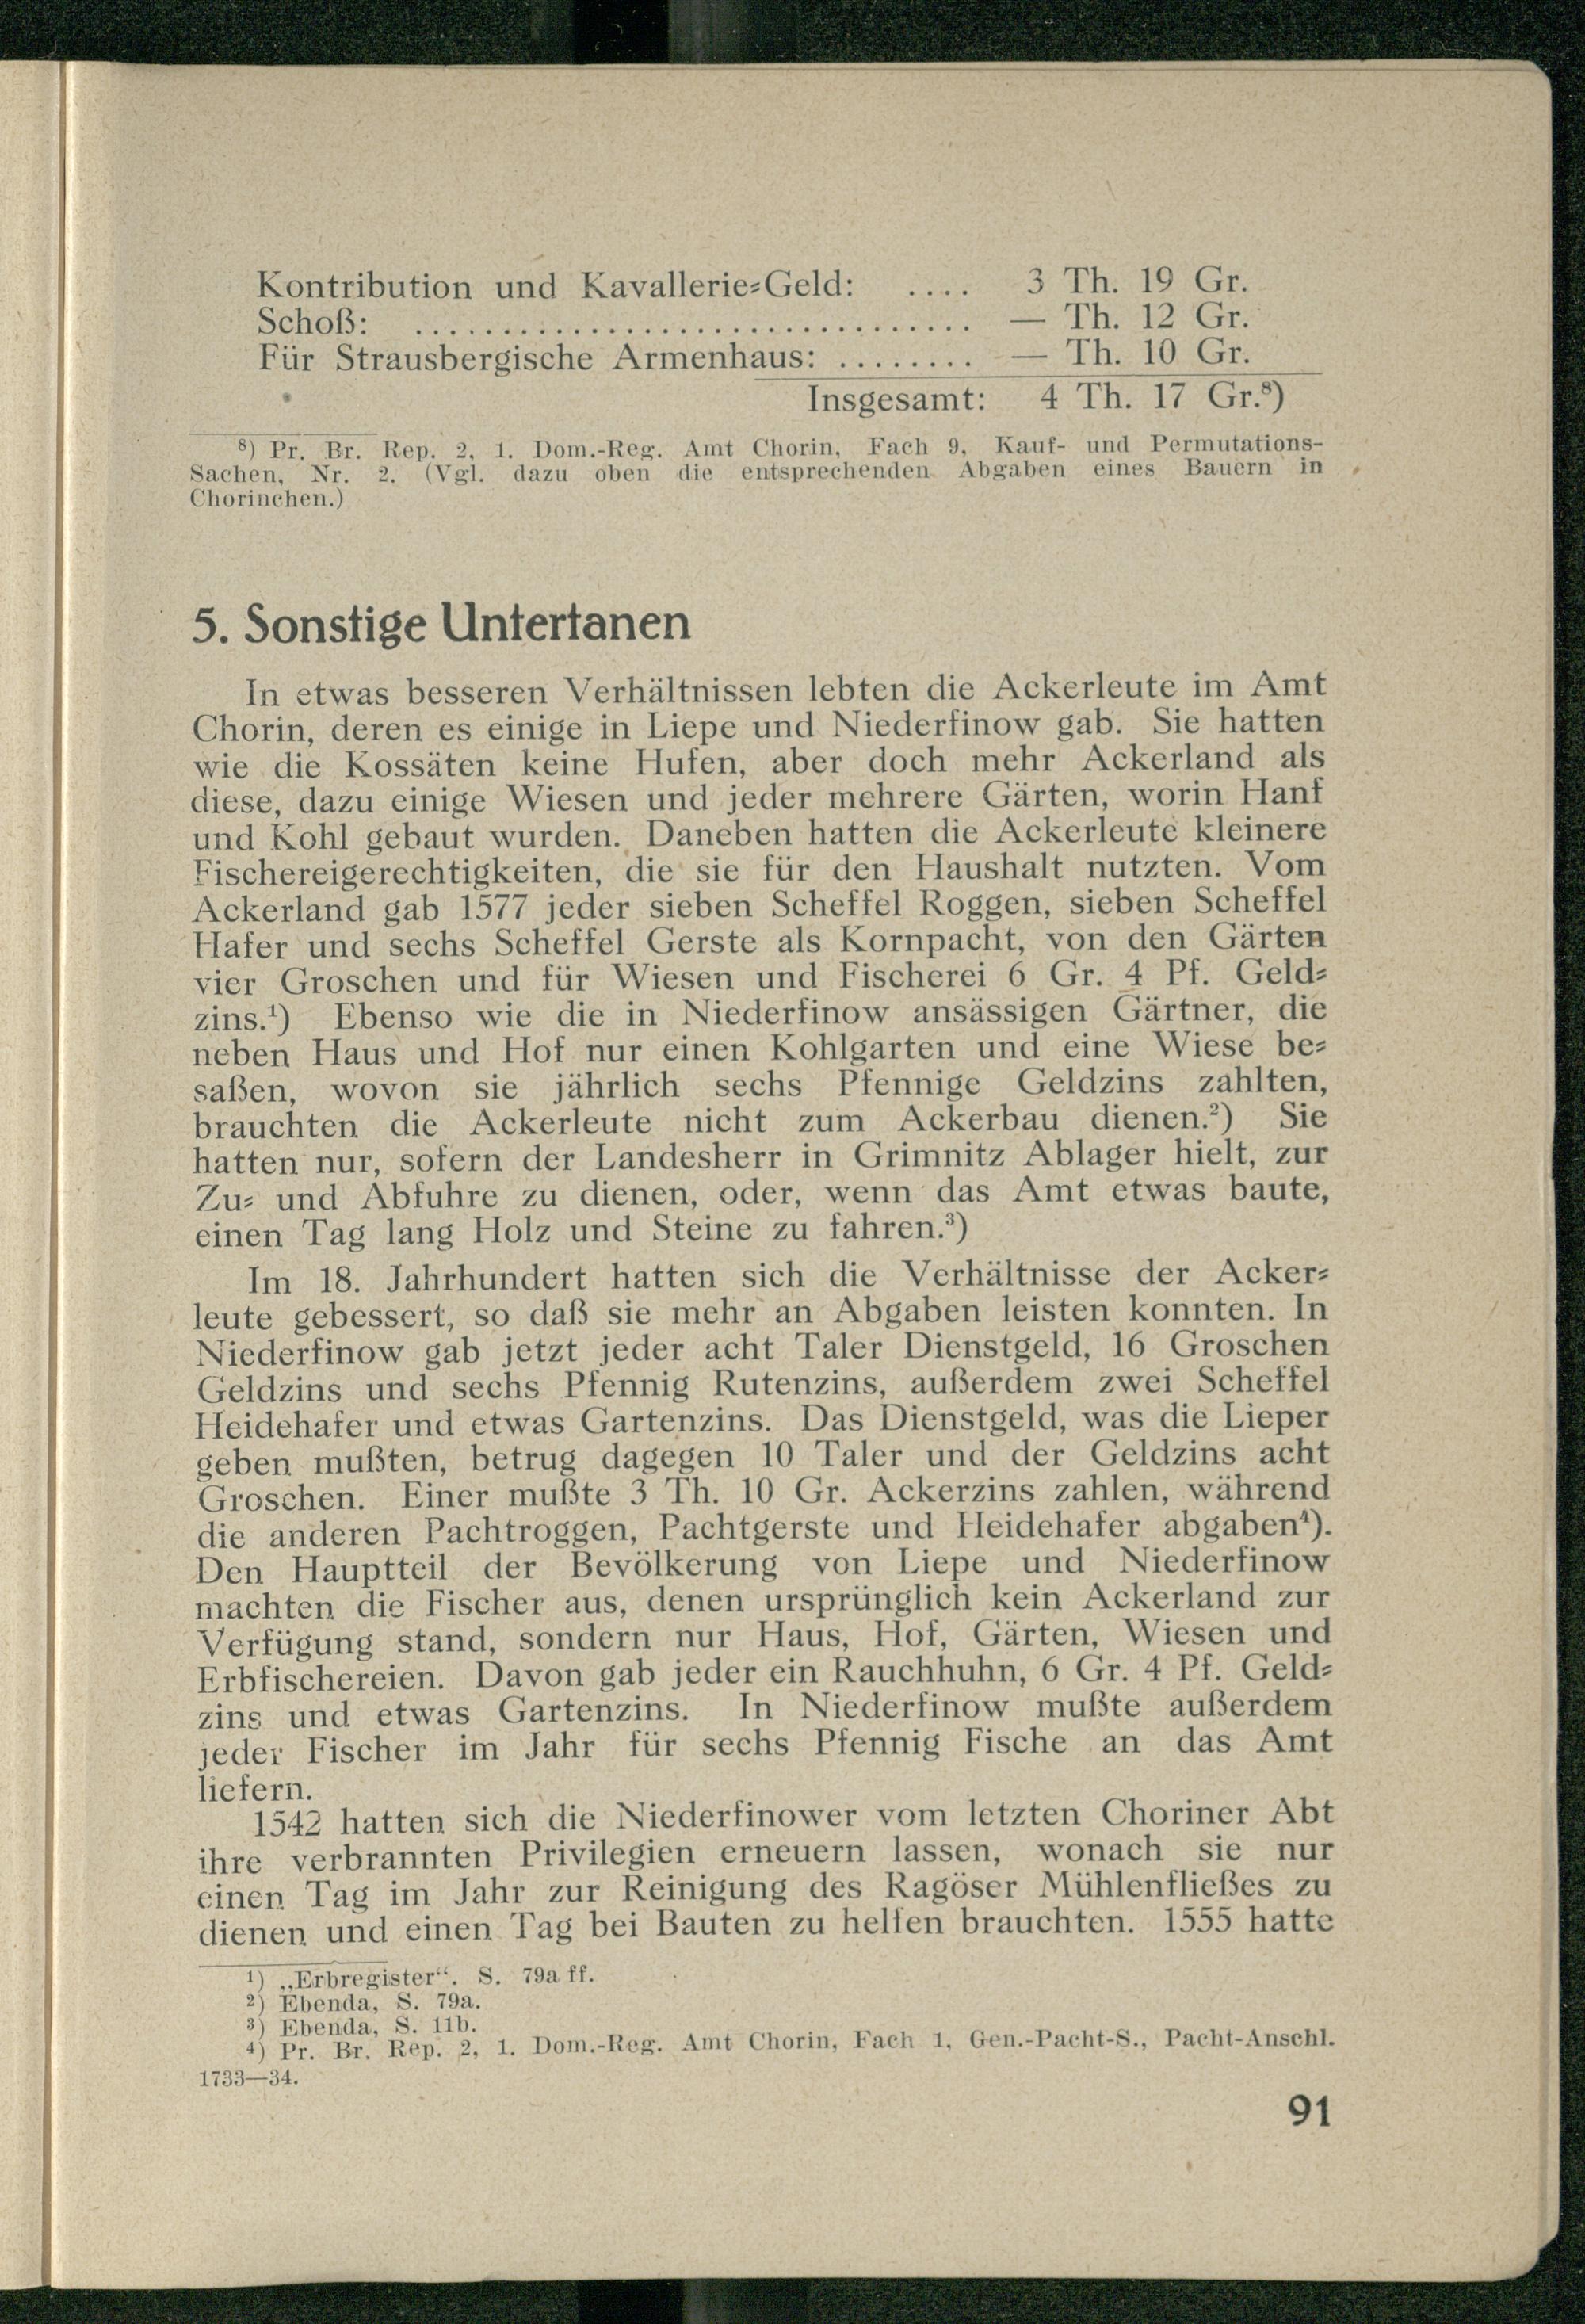 Kontribution und Kavallerie=Geld: .... 3 Th. 19 Gr.
Schoß: ................................. — Th. 12 Gr.
Für Strausbergische Armenhaus: ........ — Th. 10 Gr.
Insgesamt: 4 Th. 17 Gr.⁸)
⁸) Pr. Br. Rep. 2, 1. Dom.-Reg. Amt Chorin, Fach 9, Kauf- und Permutations-
Sachen, Nr. 2. (Vgl. dazu oben die entsprechenden Abgaben eines Bauern in
Chorinchen.)
5. Sonstige Untertanen
In etwas besseren Verhältnissen lebten die Ackerleute im Amt
Chorin, deren es einige in Liepe und Niederfinow gab. Sie hatten
wie die Kossäten keine Hufen, aber doch mehr Ackerland als
diese, dazu einige Wiesen und jeder mehrere Gärten, worin Hanf
und Kohl gebaut wurden. Daneben hatten die Ackerleute kleinere
Fischereigerechtigkeiten, die sie für den Haushalt nutzten. Vom
Ackerland gab 1577 jeder sieben Scheffel Roggen, sieben Scheffel
Hafer und sechs Scheffel Gerste als Kornpacht, von den Gärten
vier Groschen und für Wiesen und Fischerei 6 Gr. 4 Pf. Geld=
zins.¹) Ebenso wie die in Niederfinow ansässigen Gärtner, die
neben Haus und Hof nur einen Kohlgarten und eine Wiese be=
saßen, wovon sie jährlich sechs Pfennige Geldzins zahlten,
brauchten die Ackerleute nicht zum Ackerbau dienen.²) Sie
hatten nur, sofern der Landesherr in Grimnitz Ablager hielt, zur
Zu= und Abfuhre zu dienen, oder, wenn das Amt etwas baute,
einen Tag lang Holz und Steine zu fahren.³)
Im 18. Jahrhundert hatten sich die Verhältnisse der Acker=
leute gebessert, so daß sie mehr an Abgaben leisten konnten. In
Niederfinow gab jetzt jeder acht Taler Dienstgeld, 16 Groschen
Geldzins und sechs Pfennig Rutenzins, außerdem zwei Scheffel
Heidehafer und etwas Gartenzins. Das Dienstgeld, was die Lieper
geben mußten, betrug dagegen 10 Taler und der Geldzins acht
Groschen. Einer mußte 3 Th. 10 Gr. Ackerzins zahlen, während
die anderen Pachtroggen, Pachtgerste und Heidehafer abgaben⁴).
Den Hauptteil der Bevölkerung von Liepe und Niederfinow
machten die Fischer aus, denen ursprünglich kein Ackerland zur
Verfügung stand, sondern nur Haus, Hof, Gärten, Wiesen und
Erbfischereien. Davon gab jeder ein Rauchhuhn, 6 Gr. 4 Pf. Geld=
zins und etwas Gartenzins. In Niederfinow mußte außerdem
jeder Fischer im Jahr für sechs Pfennig Fische an das Amt
liefern.
1542 hatten sich die Niederfinower vom letzten Choriner Abt
ihre verbrannten Privilegien erneuern lassen, wonach sie nur
einen Tag im Jahr zur Reinigung des Ragöser Mühlenfließes zu
dienen und einen Tag bei Bauten zu helfen brauchten. 1555 hatte
¹) „Erbregister“. S. 79a ff.
²) Ebenda, S. 79a.
³) Ebenda, S. 11b.
⁴) Pr. Br. Rep. 2, 1. Dom.-Reg. Amt Chorin, Fach 1, Gen.-Pacht-S., Pacht-Anschl.
1733—34.
91